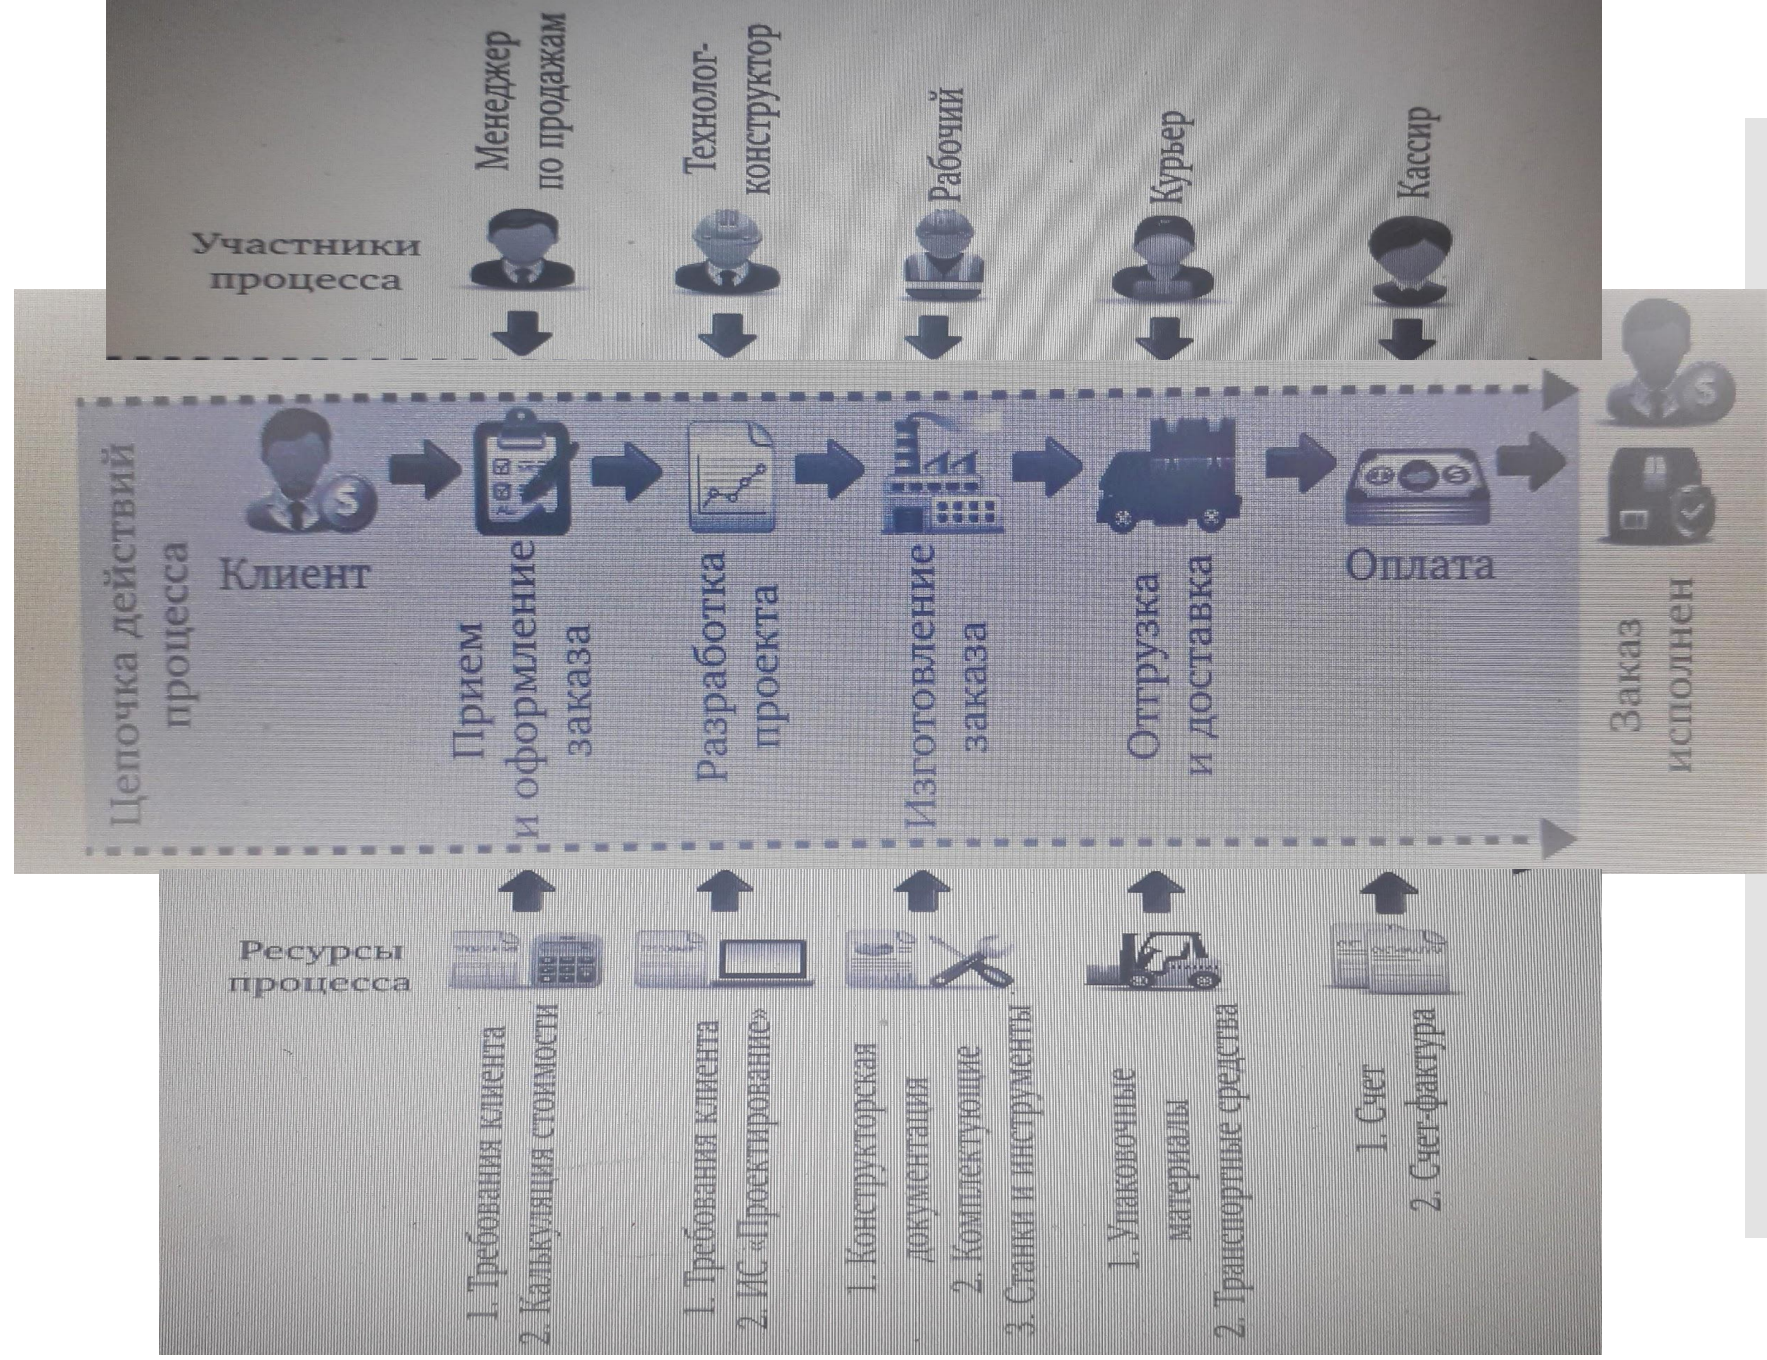 Участники
процесса
Менеджер
по продажам
Технолог-
конструктор
Рабочий
Курьер
Кассир
Цепочка действий
процесса
Клиент
Прием
и оформление
заказа
Разработка
проекта
Изготовление
заказа
Отгрузка
и доставка
Оплата
Заказ
исполнен
Ресурсы
процесса
1. Требования клиента
2. Калькуляция стоимости
1. Требования клиента
2. ИС «Проектирование»
1. Конструкторская
документация
2. Комплектующие
3. Станки и инструменты
1. Упаковочные
материалы
2. Транспортные средства
1. Счет
2. Счет-фактура